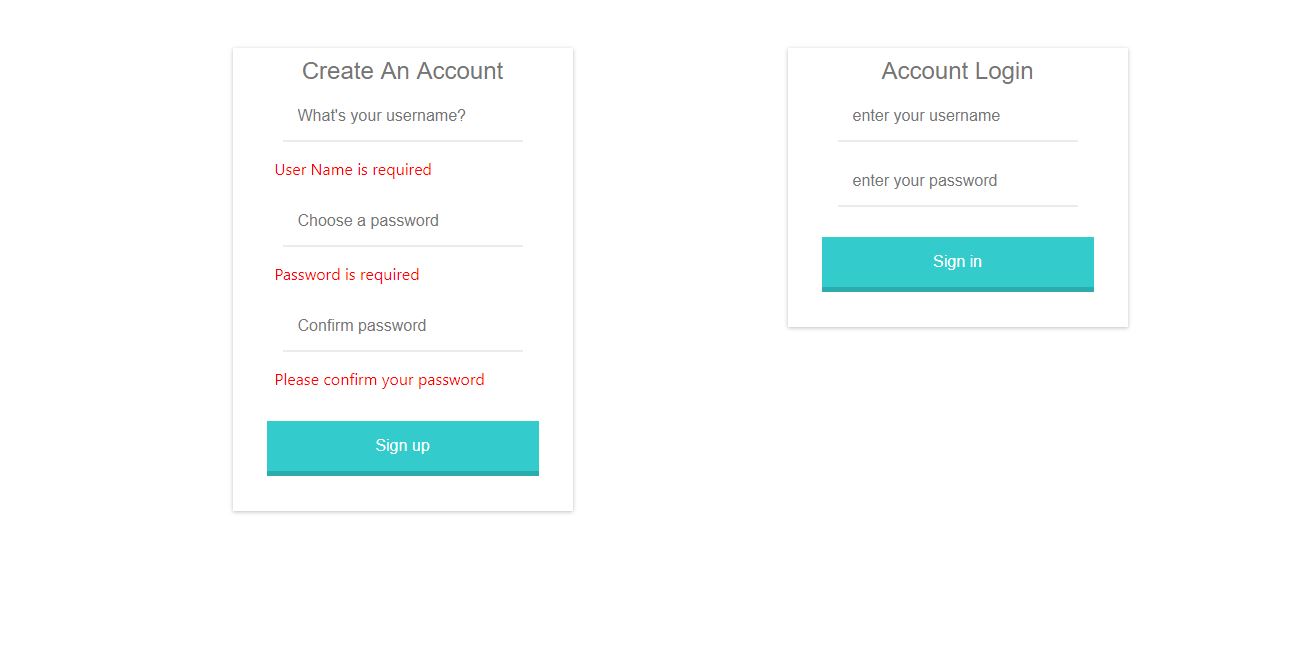 Create An Account
What's your username?
User Name is required
Choose a password
Password is required
Confirm password
Please confirm your password
Sign up
Account Login
enter your username
enter your password
Sign in